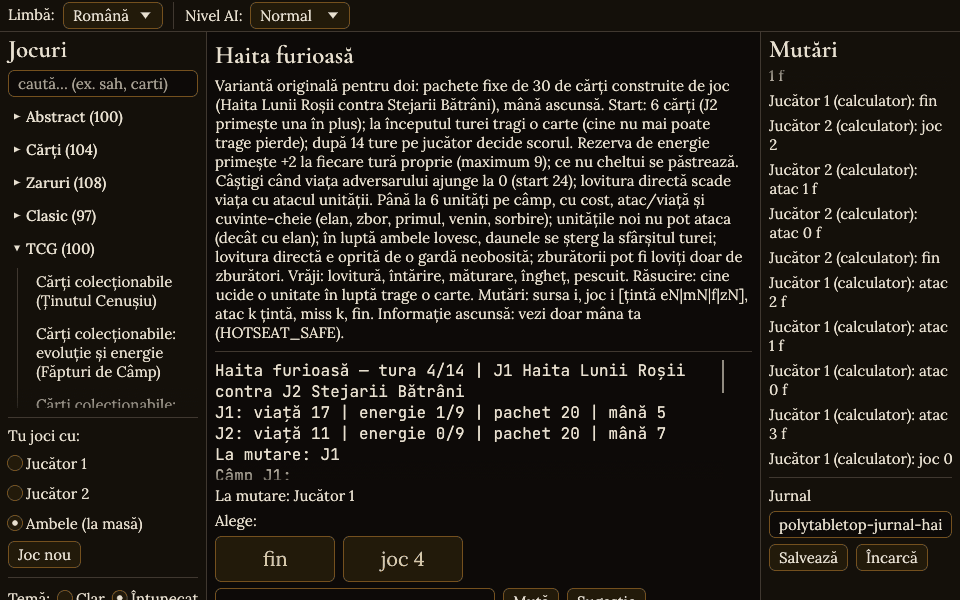 Limbă: Română Nivel AI: Normal
Jocuri
caută... (ex. sah, carti)
Abstract (100)
Cărți (104)
Zaruri (108)
Clasic (97)
TCG (100)
Cărți colecționabile
(Ținutul Cenușiu)
Cărți colecționabile:
evoluție și energie
(Făpturi de Câmp)
Cărți colecționabile:
Tu joci cu:
Jucător 1
Jucător 2
Ambele (la masă)
Joc nou
Temă: Clar Întunecat
Haita furioasă
Variantă originală pentru doi: pachete fixe de 30 de cărți construite de joc
(Haita Lunii Roșii contra Stejarii Bătrâni), mână ascunsă. Start: 6 cărți (J2
primește una în plus); la începutul turei tragi o carte (cine nu mai poate
trage pierde); după 14 ture pe jucător decide scorul. Rezerva de energie
primește +2 la fiecare tură proprie (maximum 9); ce nu cheltui se păstrează.
Câștigi când viața adversarului ajunge la 0 (start 24); lovitura directă scade
viața cu atacul unității. Până la 6 unități pe câmp, cu cost, atac/viață și
cuvinte-cheie (elan, zbor, primul, venin, sorbire); unitățile noi nu pot ataca
(decât cu elan); în luptă ambele lovesc, daunele se șterg la sfârșitul turei;
lovitura directă e oprită de o gardă neobosită; zburătorii pot fi loviți doar de
zburători. Vrăji: lovitură, întărire, măturare, îngheț, pescuit. Răsucire: cine
ucide o unitate în luptă trage o carte. Mutări: sursa i, joc i [țintă eN|mN|f|zN],
atac k țintă, miss k, fin. Informație ascunsă: vezi doar mâna ta
(HOTSEAT_SAFE).
Haita furioasă — tura 4/14 | J1 Haita Lunii Roșii
contra J2 Stejarii Bătrâni
J1: viață 17 | energie 1/9 | pachet 20 | mână 5
J2: viață 11 | energie 0/9 | pachet 20 | mână 7
La mutare: J1
Câmp J1:
La mutare: Jucător 1
Alege:
fin
joc 4
Mută Sugestie
Mutări
1 f
Jucător 1 (calculator): fin
Jucător 2 (calculator): joc
2
Jucător 2 (calculator):
atac 1 f
Jucător 2 (calculator):
atac 0 f
Jucător 2 (calculator): fin
Jucător 1 (calculator): atac
2 f
Jucător 1 (calculator): atac
1 f
Jucător 1 (calculator): atac
0 f
Jucător 1 (calculator): atac
3 f
Jucător 1 (calculator): joc 0
Jurnal
polytabletop-jurnal-hai
Salvează Încarcă